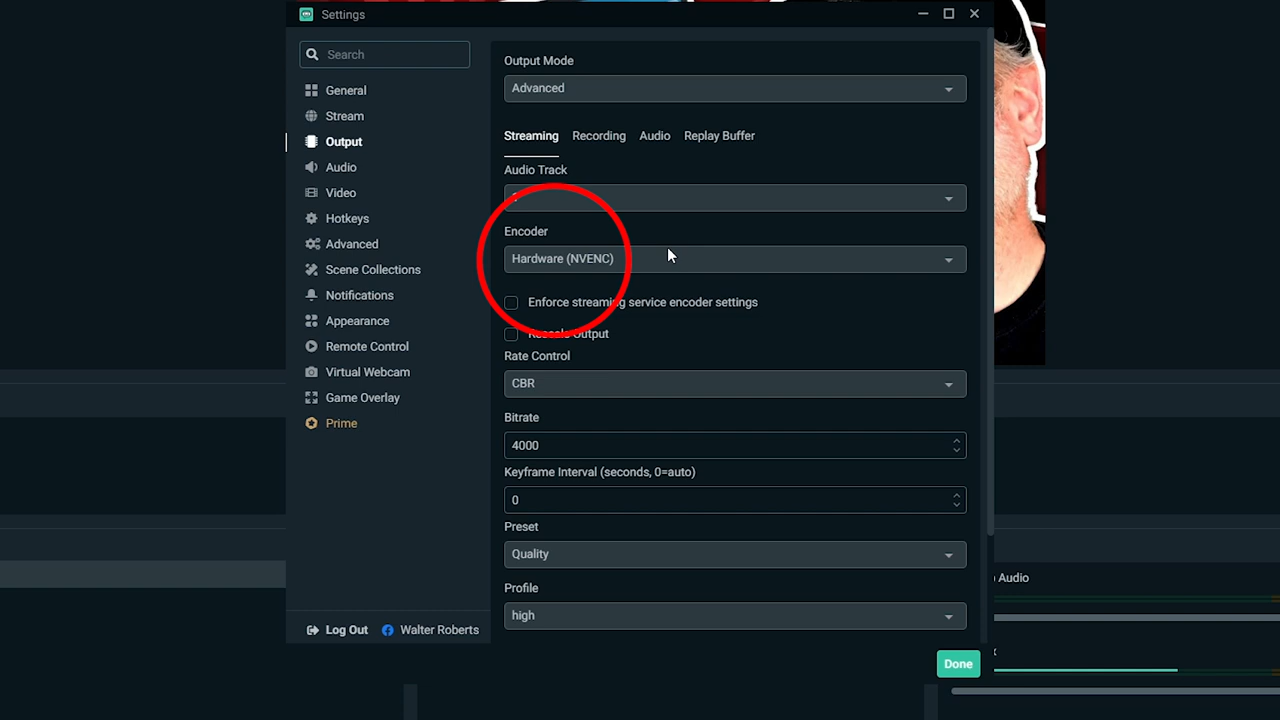 Settings
Search
General
Stream
Output
Audio
Video
Hotkeys
Advanced
Scene Collections
Notifications
Appearance
Remote Control
Virtual Webcam
Game Overlay
Prime
Log Out
Walter Roberts
Output Mode
Advanced
Streaming Recording Audio Replay Buffer
Audio Track
Encoder
Hardware (NVENC)
Enforce streaming service encoder settings
Rescale Output
Rate Control
CBR
Bitrate
4000
Keyframe Interval (seconds, 0=auto)
0
Preset
Quality
Profile
high
Done
Audio